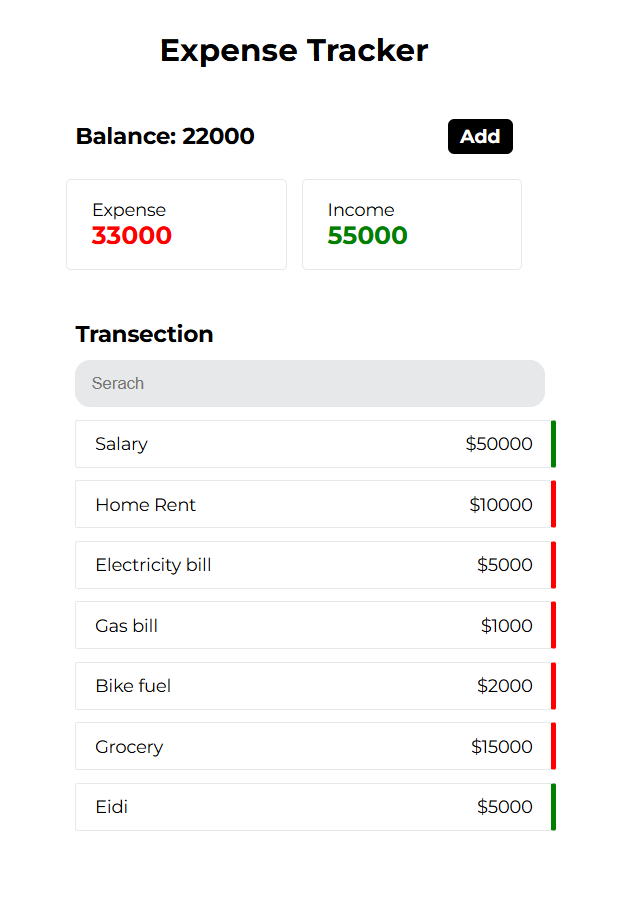 Expense Tracker
Balance: 22000 Add
Expense Income
33000 55000
Transection
Serach
Salary $50000
Home Rent $10000
Electricity bill $5000
Gas bill $1000
Bike fuel $2000
Grocery $15000
Eidi $5000